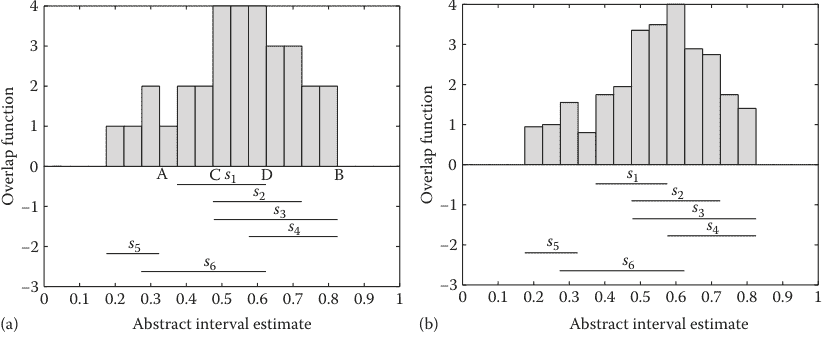 4
3
2
1
0
−1
−2
−3
Overlap function
A
C
s1
D
B
s2
s3
s4
s5
s6
0 0.1 0.2 0.3 0.4 0.5 0.6 0.7 0.8 0.9 1
(a)
Abstract interval estimate
4
3
2
1
0
−1
−2
−3
Overlap function
s1
s2
s3
s4
s5
s6
0 0.1 0.2 0.3 0.4 0.5 0.6 0.7 0.8 0.9 1
(b)
Abstract interval estimate